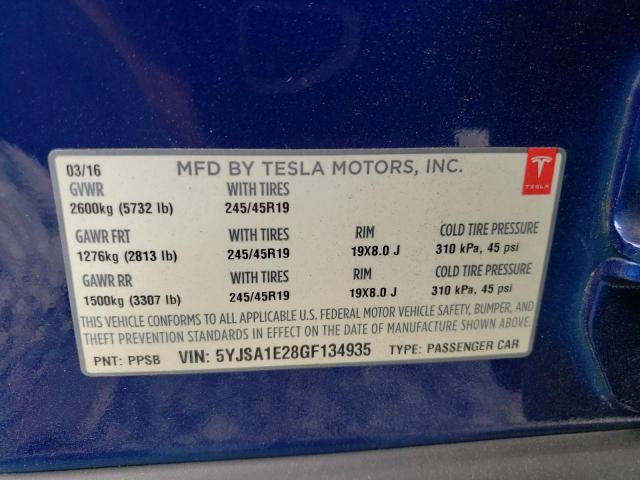 03/16 MFD BY TESLA MOTORS, INC.
TESLA
GVWR WITH TIRES
2600kg (5732 lb) 245/45R19
GAWR FRT WITH TIRES RIM COLD TIRE PRESSURE
1276kg (2813 lb) 245/45R19 19X8.0 J 310 kPa, 45 psi
GAWR RR WITH TIRES RIM COLD TIRE PRESSURE
1500kg (3307 lb) 245/45R19 19X8.0 J 310 kPa, 45 psi
THIS VEHICLE CONFORMS TO ALL APPLICABLE U.S. FEDERAL MOTOR VEHICLE SAFETY, BUMPER, AND
THEFT PREVENTION STANDARDS IN EFFECT ON THE DATE OF MANUFACTURE SHOWN ABOVE.
PNT: PPSB VIN: 5YJSA1E28GF134935 TYPE: PASSENGER CAR